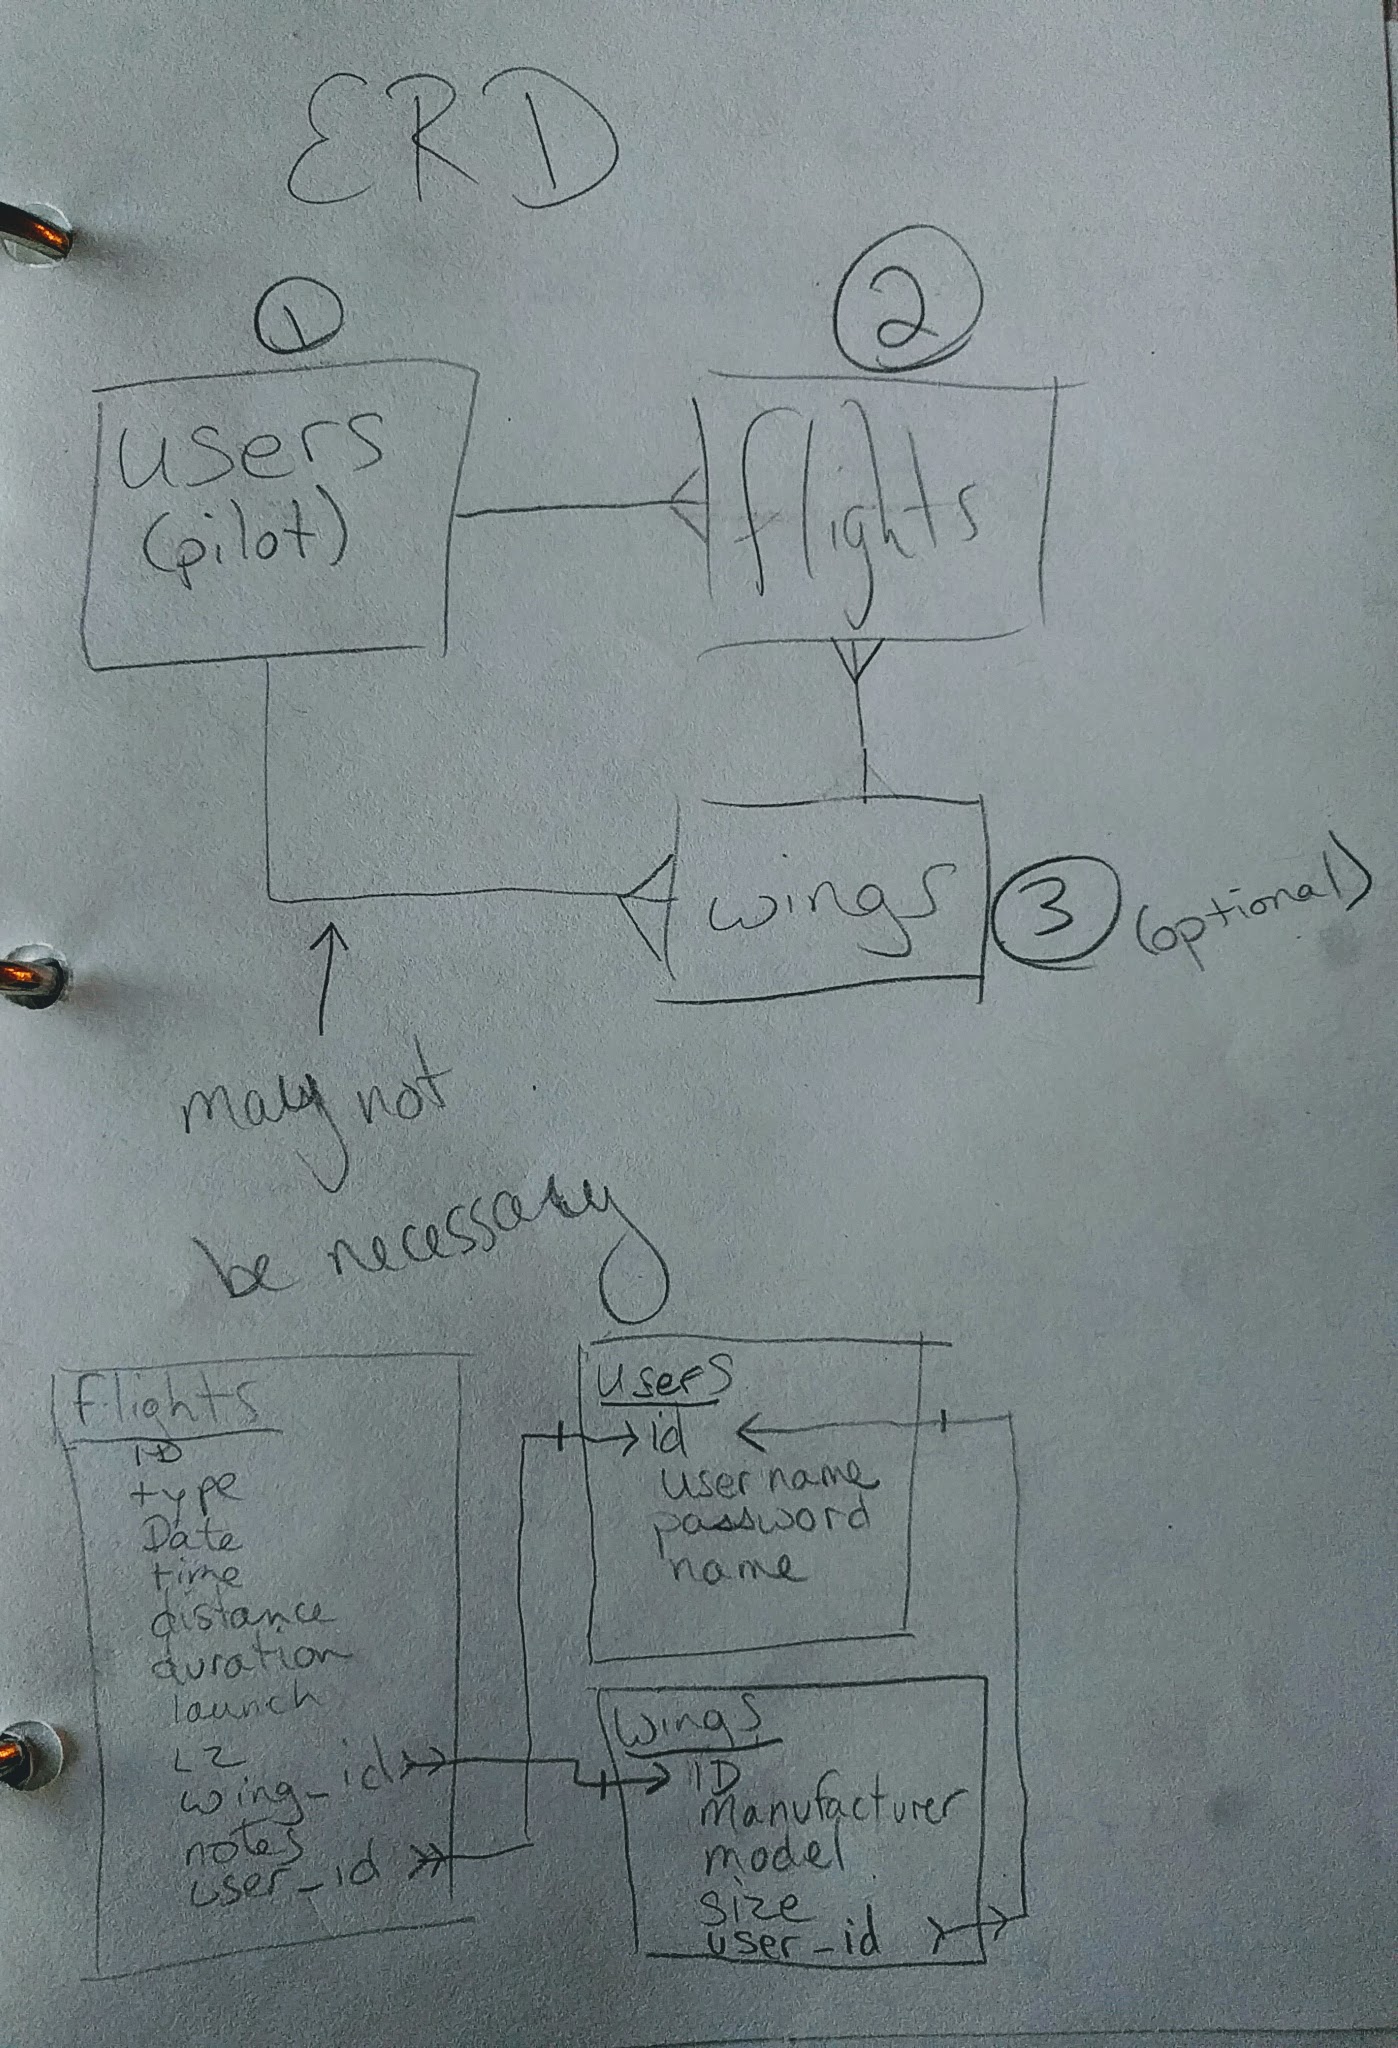 ERD
1
2
users
(pilot)
flights
wings
3
(optional)
may not
be necessary
flights
ID
type
Date
time
distance
duration
launch
LZ
wing_id
notes
user_id
users
id
username
password
name
wings
ID
manufacturer
model
size
user_id